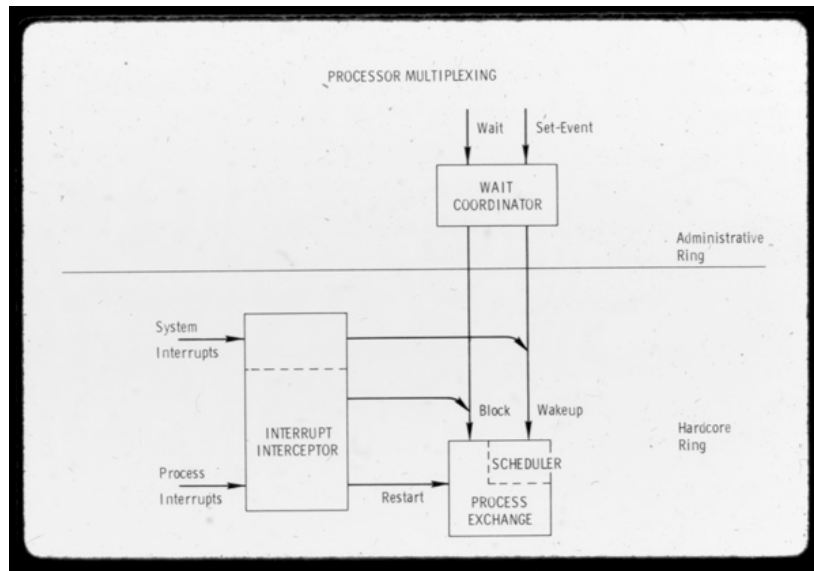 PROCESSOR MULTIPLEXING
Wait
Set-Event
WAIT
COORDINATOR
Administrative
Ring
System
Interrupts
INTERRUPT
INTERCEPTOR
Process
Interrupts
Restart
Block
Wakeup
SCHEDULER
PROCESS
EXCHANGE
Hardcore
Ring